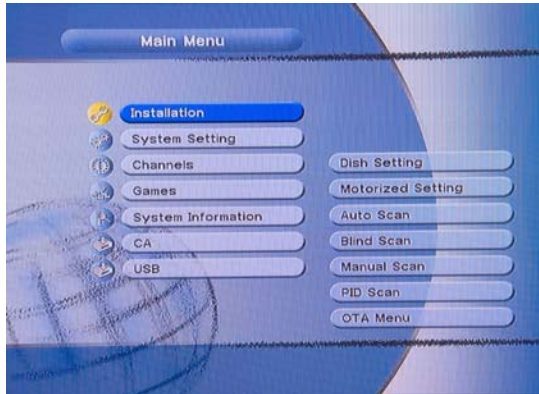 Main Menu
Installation
System Setting
Channels
Games
System Information
CA
USB
Dish Setting
Motorized Setting
Auto Scan
Blind Scan
Manual Scan
PID Scan
OTA Menu